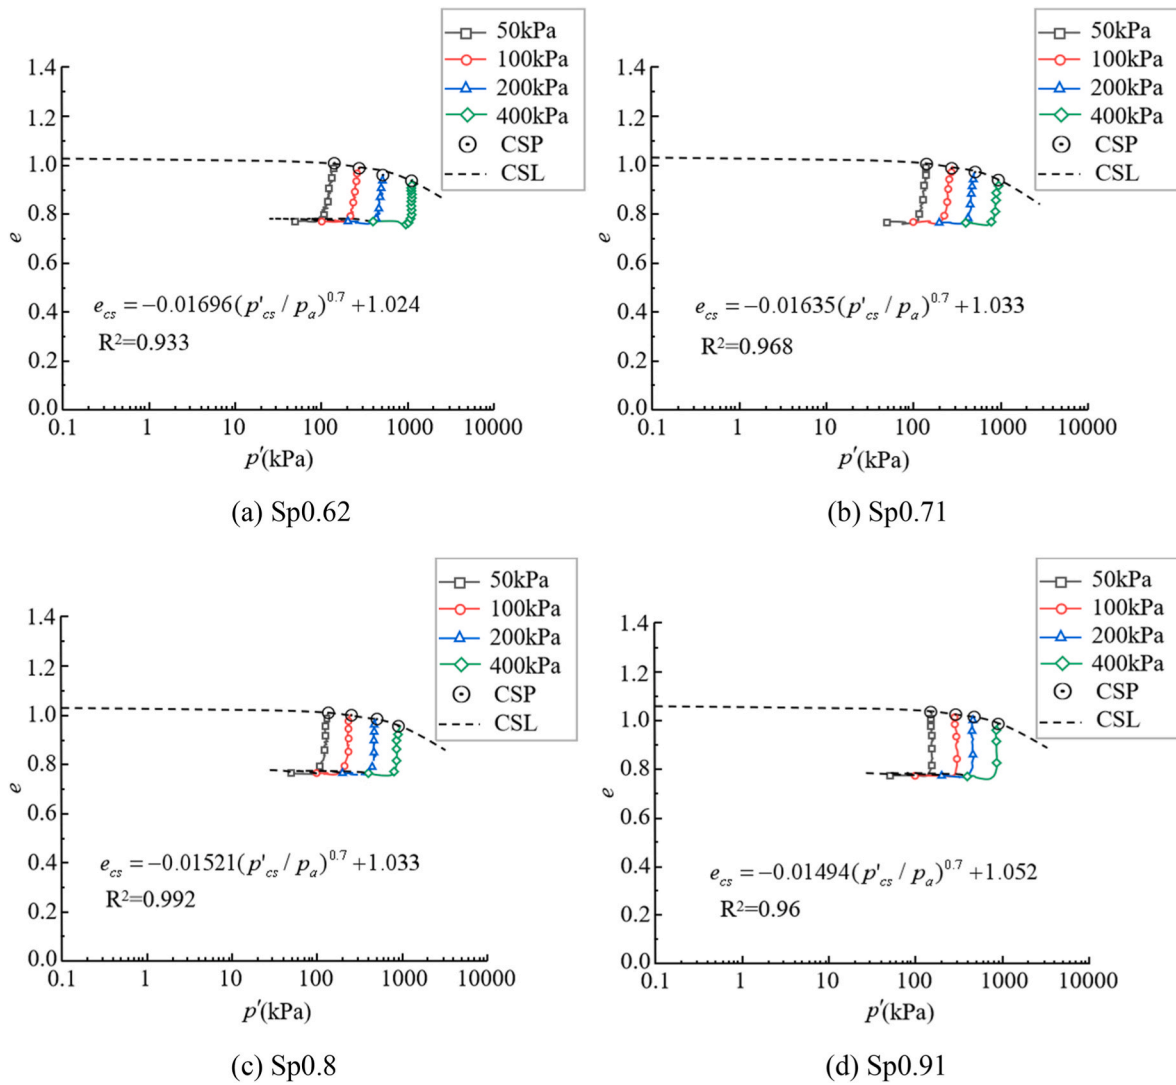 50kPa
100kPa
200kPa
400kPa
CSP
CSL
1.4
1.2
1.0
0.8
0.6
0.4
0.2
0.0
e
e_cs = −0.01696(p'_cs / p_a)^0.7 + 1.024
R²=0.933
0.1 1 10 100 1000 10000
p'(kPa)
(a) Sp0.62
50kPa
100kPa
200kPa
400kPa
CSP
CSL
1.4
1.2
1.0
0.8
0.6
0.4
0.2
0.0
e
e_cs = −0.01635(p'_cs / p_a)^0.7 + 1.033
R²=0.968
0.1 1 10 100 1000 10000
p'(kPa)
(b) Sp0.71
50kPa
100kPa
200kPa
400kPa
CSP
CSL
1.4
1.2
1.0
0.8
0.6
0.4
0.2
0.0
e
e_cs = −0.01521(p'_cs / p_a)^0.7 + 1.033
R²=0.992
0.1 1 10 100 1000 10000
p'(kPa)
(c) Sp0.8
50kPa
100kPa
200kPa
400kPa
CSP
CSL
1.4
1.2
1.0
0.8
0.6
0.4
0.2
0.0
e
e_cs = −0.01494(p'_cs / p_a)^0.7 + 1.052
R²=0.96
0.1 1 10 100 1000 10000
p'(kPa)
(d) Sp0.91